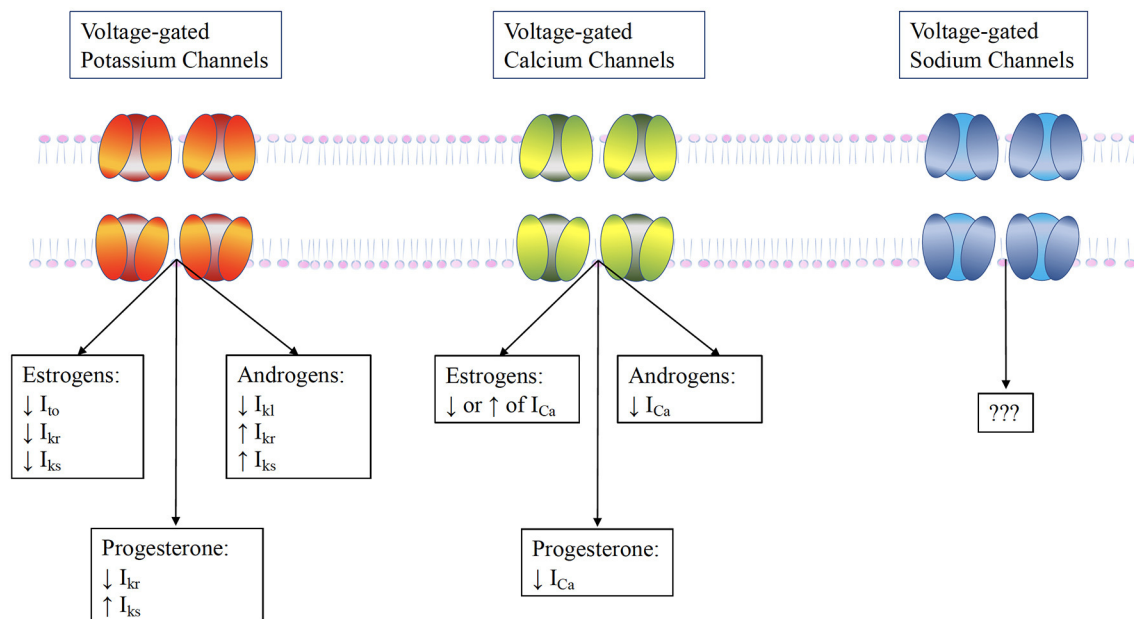 Voltage-gated
Potassium Channels
Voltage-gated
Calcium Channels
Voltage-gated
Sodium Channels
Estrogens:
↓ Ito
↓ Ikr
↓ Iks
Androgens:
↓ Ikl
↑ Ikr
↑ Iks
Progesterone:
↓ Ikr
↑ Iks
Estrogens:
↓ or ↑ of ICa
Androgens:
↓ ICa
Progesterone:
↓ ICa
???